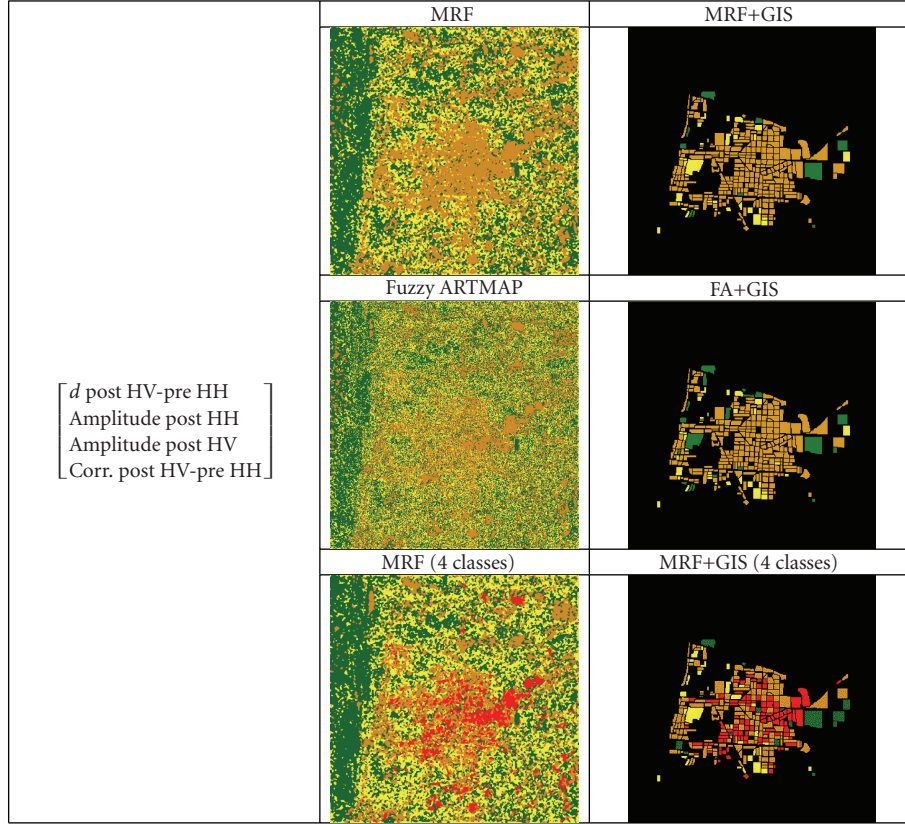 MRF
MRF+GIS
Fuzzy ARTMAP
FA+GIS
d post HV-pre HH
Amplitude post HH
Amplitude post HV
Corr. post HV-pre HH
MRF (4 classes)
MRF+GIS (4 classes)